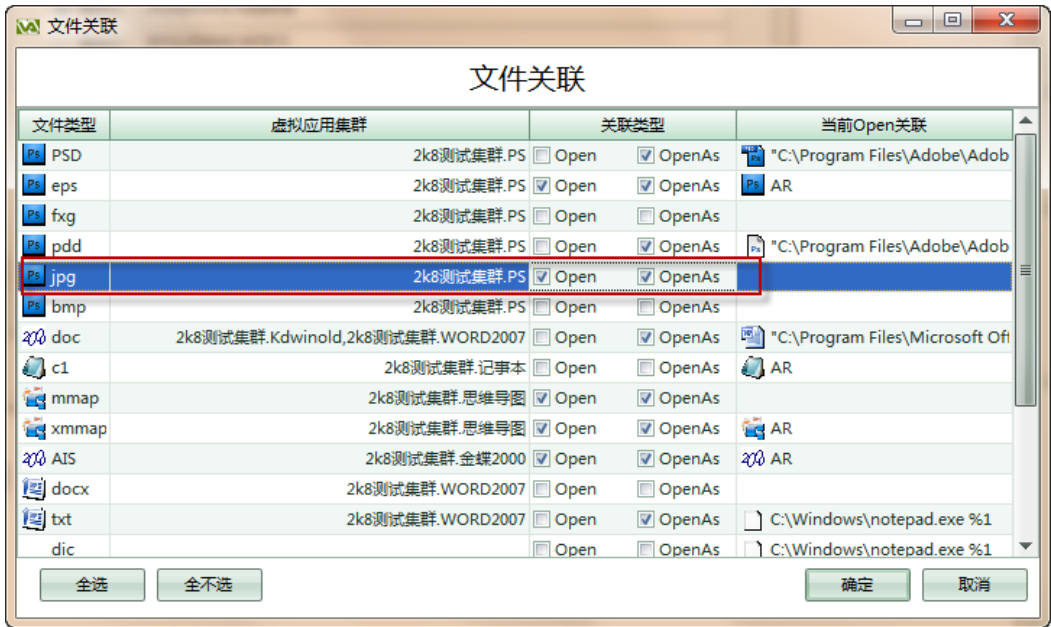 文件关联
文件关联
文件类型 虚拟应用集群 关联类型 当前Open关联
PSD 2k8测试集群.PS Open OpenAs "C:\Program Files\Adobe\Adob
eps 2k8测试集群.PS Open OpenAs AR
fxg 2k8测试集群.PS Open OpenAs
pdd 2k8测试集群.PS Open OpenAs "C:\Program Files\Adobe\Adob
jpg 2k8测试集群.PS Open OpenAs
bmp 2k8测试集群.PS Open OpenAs
doc 2k8测试集群.Kdwinold,2k8测试集群.WORD2007 Open OpenAs "C:\Program Files\Microsoft Off
c1 2k8测试集群.记事本 Open OpenAs AR
mmap 2k8测试集群.思维导图 Open OpenAs
xmmap 2k8测试集群.思维导图 Open OpenAs AR
AIS 2k8测试集群.金蝶2000 Open OpenAs AR
docx 2k8测试集群.WORD2007 Open OpenAs
txt 2k8测试集群.WORD2007 Open OpenAs C:\Windows\notepad.exe %1
dic Open OpenAs C:\Windows\notepad.exe %1
全选 全不选 确定 取消